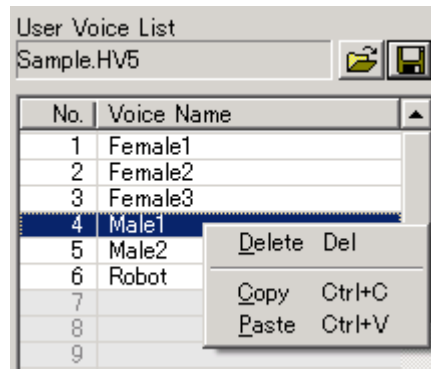 User Voice List
Sample.HV5
No. Voice Name
1 Female1
2 Female2
3 Female3
4 Male1
5 Male2
6 Robot
7
8
9
Delete Del
Copy Ctrl+C
Paste Ctrl+V